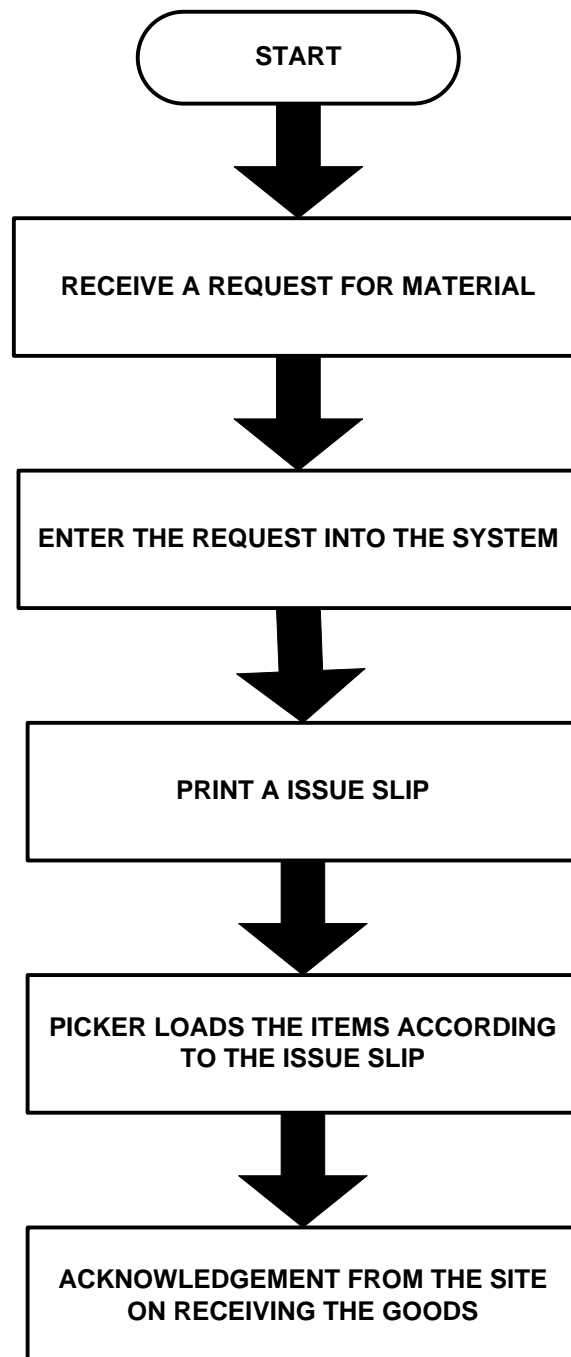 START
RECEIVE A REQUEST FOR MATERIAL
ENTER THE REQUEST INTO THE SYSTEM
PRINT A ISSUE SLIP
PICKER LOADS THE ITEMS ACCORDING
TO THE ISSUE SLIP
ACKNOWLEDGEMENT FROM THE SITE
ON RECEIVING THE GOODS